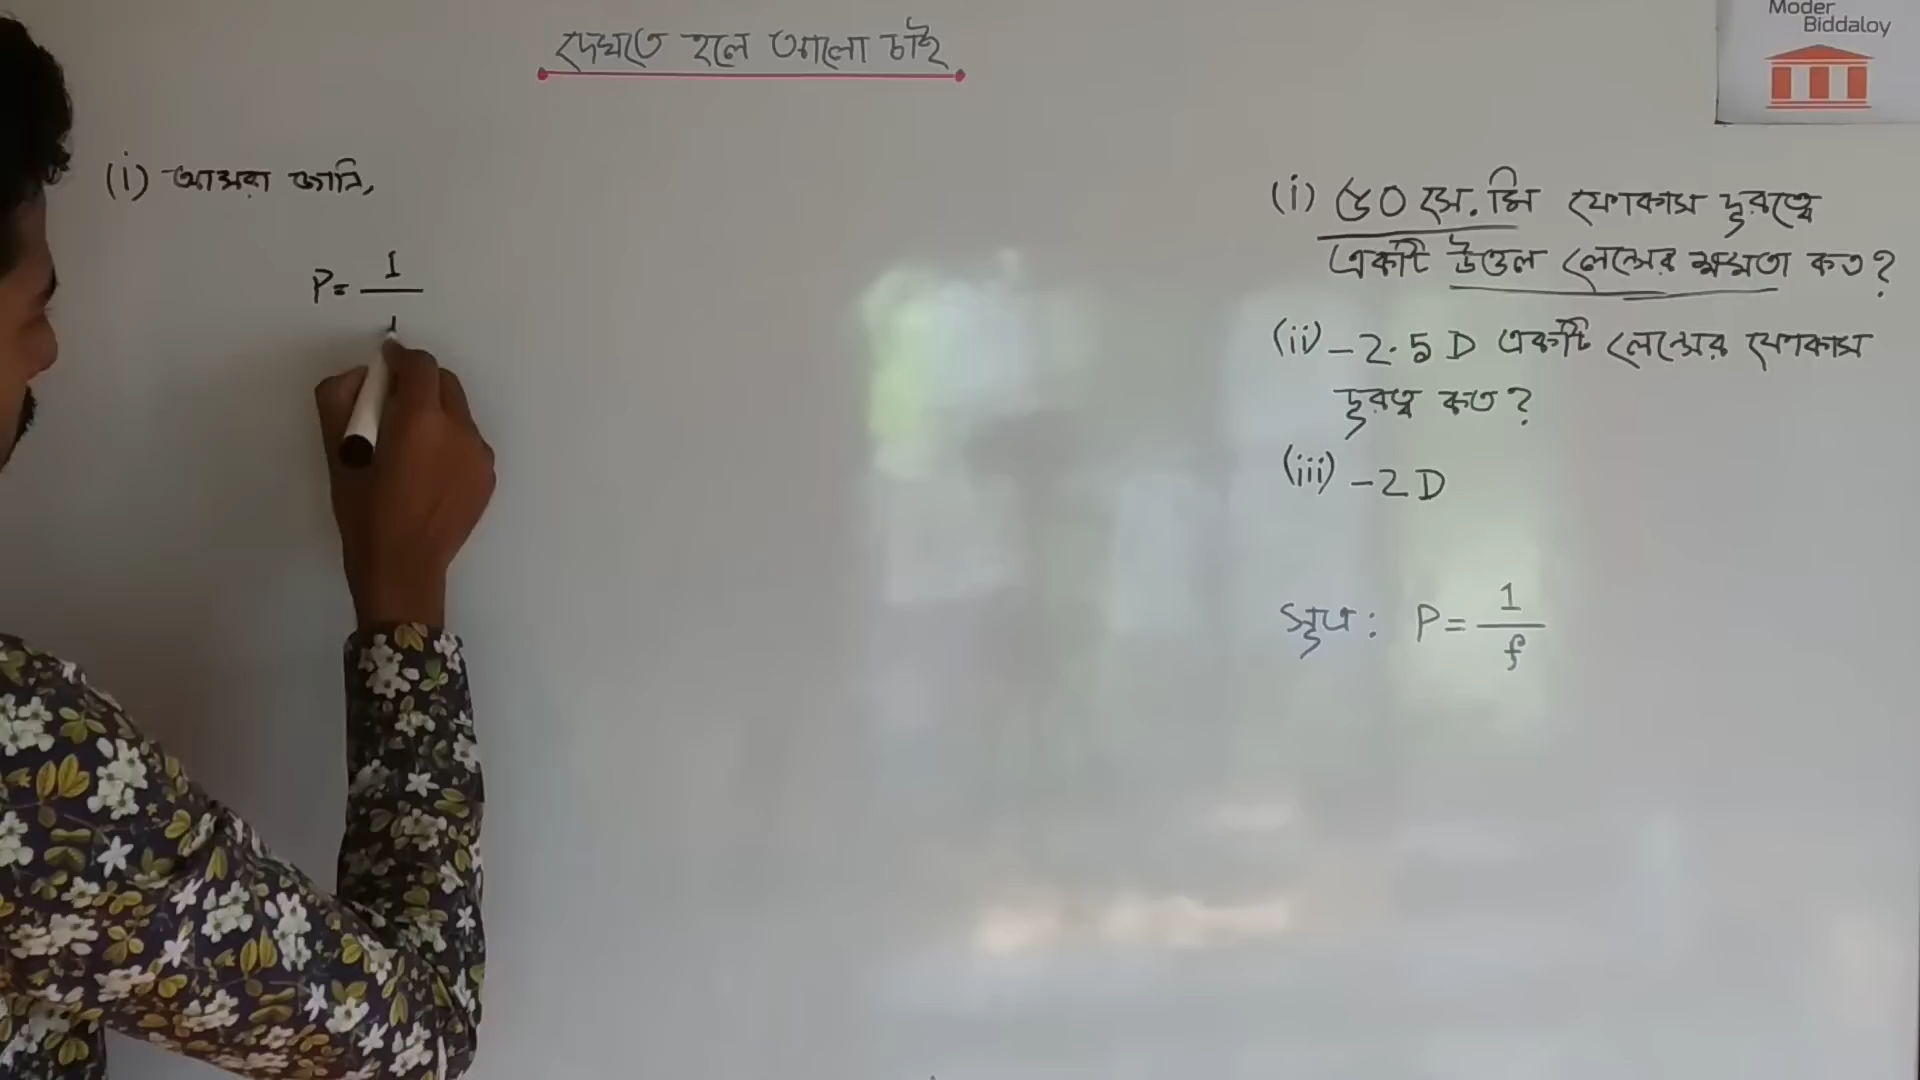 দেখতে হলে আলো চাই
Moder
Biddaloy
(i) আমরা জানি,
P = 1
(i) ৫০ সে.মি ফোকাস দূরত্বে
একটি উত্তল লেন্সের ক্ষমতা কত?
(ii) -2.5 D একটি লেন্সের ফোকাস
দূরত্ব কত?
(iii) -2 D
সূত্র : P = 1/f